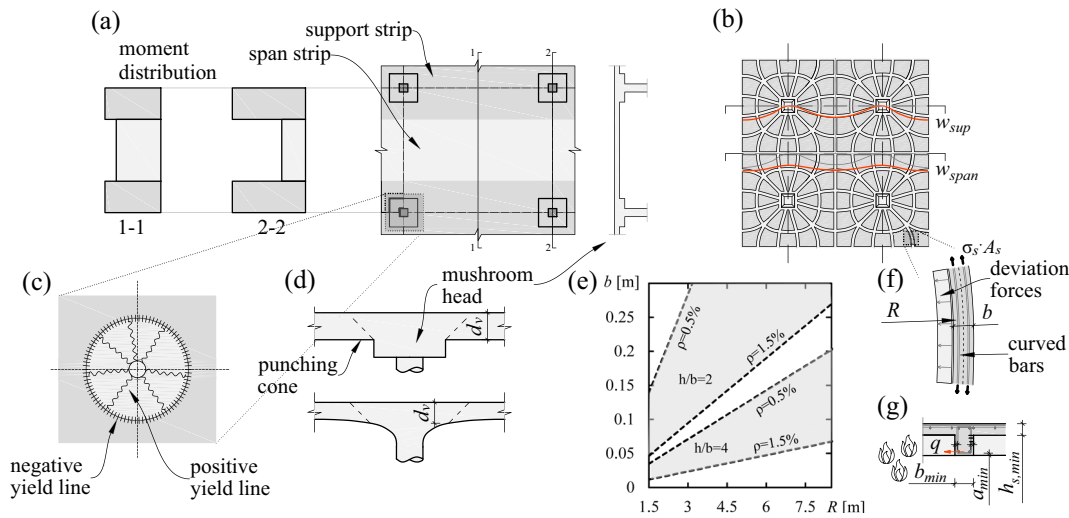 (a)
moment
distribution
support strip
span strip
1
2
1
2
1-1
2-2
mushroom
head
(b)
w_sup
w_span
(c)
negative
yield line
positive
yield line
(d)
punching
cone
d_v
d_v
(e)
b [m]
0.25
0.2
0.15
0.1
0.05
0
1.5
3
4.5
6
7.5
R [m]
ρ=0.5%
ρ=1.5%
h/b=2
ρ=0.5%
h/b=4
ρ=1.5%
(f)
σ_s·A_s
deviation
forces
R
b
curved
bars
(g)
q
b_min
a_min
h_s,min